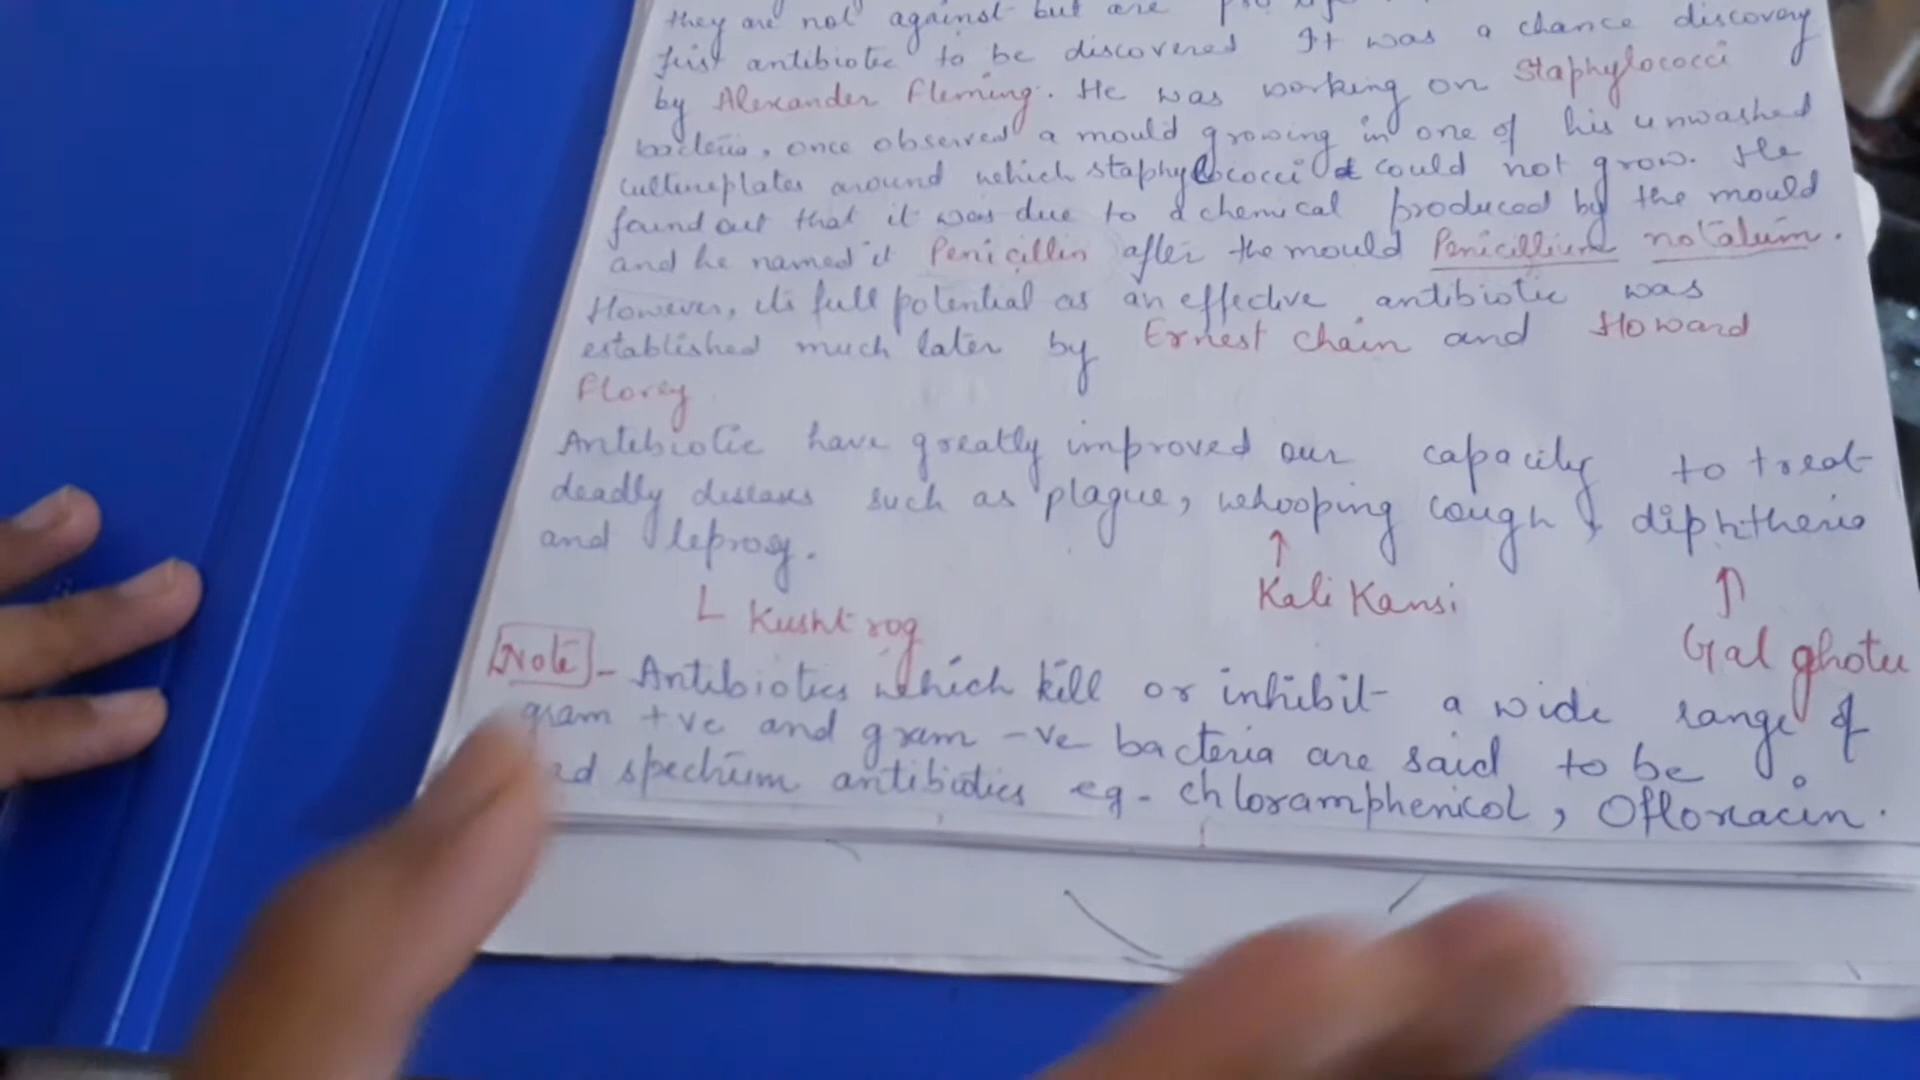 they are not against but are
first antibiotic to be discovered It was a chance discovery
by Alexander Fleming. He was working on Staphylococci
bacteria, once observed a mould growing in one of his unwashed
culture plates around which staphylococci could not grow. He
found out that it was due to a chemical produced by the mould
and he named it Penicillin after the mould Penicillium notatum.
However, its full potential as an effective antibiotic was
established much later by Ernest Chain and Howard
Florey
Antibiotic have greatly improved our capacity to treat
deadly diseases such as plague, whooping cough, diphtheria
and leprosy.
Kali Kansi
Kusht rog
Gal ghotu
Note - Antibiotics which kill or inhibit a wide range of
gram +ve and gram -ve bacteria are said to be
spectrum antibiotics eg - chloramphenicol, Ofloxacin.